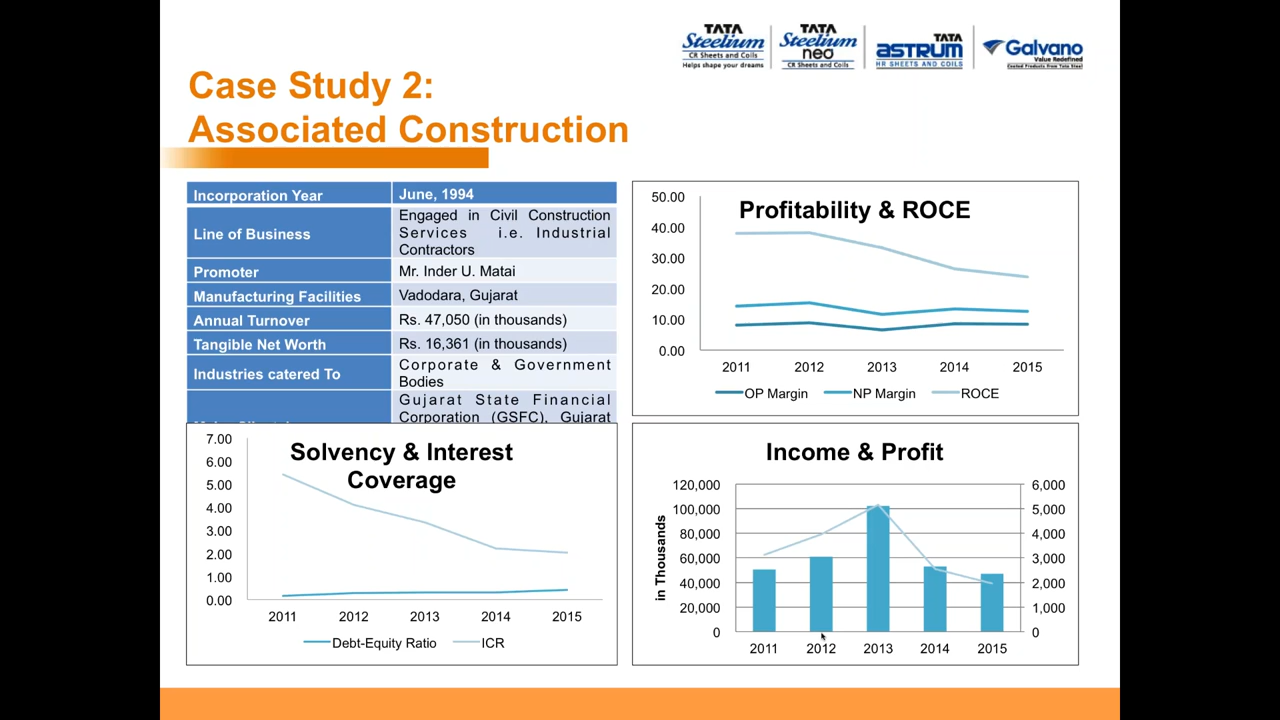 TATA
Steelium
CR Sheets and Coils
Helps shape your dreams
TATA
Steelium
neo
CR Sheets & Coils
TATA
ASTRUM
HR SHEETS AND COILS
Galvano
Value Redefined
Coated Products from Tata Steel
Case Study 2:
Associated Construction
Incorporation Year
June, 1994
Line of Business
Engaged in Civil Construction
Services i.e. Industrial
Contractors
Promoter
Mr. Inder U. Matai
Manufacturing Facilities
Vadodara, Gujarat
Annual Turnover
Rs. 47,050 (in thousands)
Tangible Net Worth
Rs. 16,361 (in thousands)
Industries catered To
Corporate & Government
Bodies
Gujarat State Financial
Corporation (GSFC), Gujarat
Profitability & ROCE
50.00
40.00
30.00
20.00
10.00
0.00
2011 2012 2013 2014 2015
OP Margin NP Margin ROCE
Solvency & Interest
Coverage
7.00
6.00
5.00
4.00
3.00
2.00
1.00
0.00
2011 2012 2013 2014 2015
Debt-Equity Ratio ICR
Income & Profit
in Thousands
120,000
100,000
80,000
60,000
40,000
20,000
0
6,000
5,000
4,000
3,000
2,000
1,000
0
2011 2012 2013 2014 2015